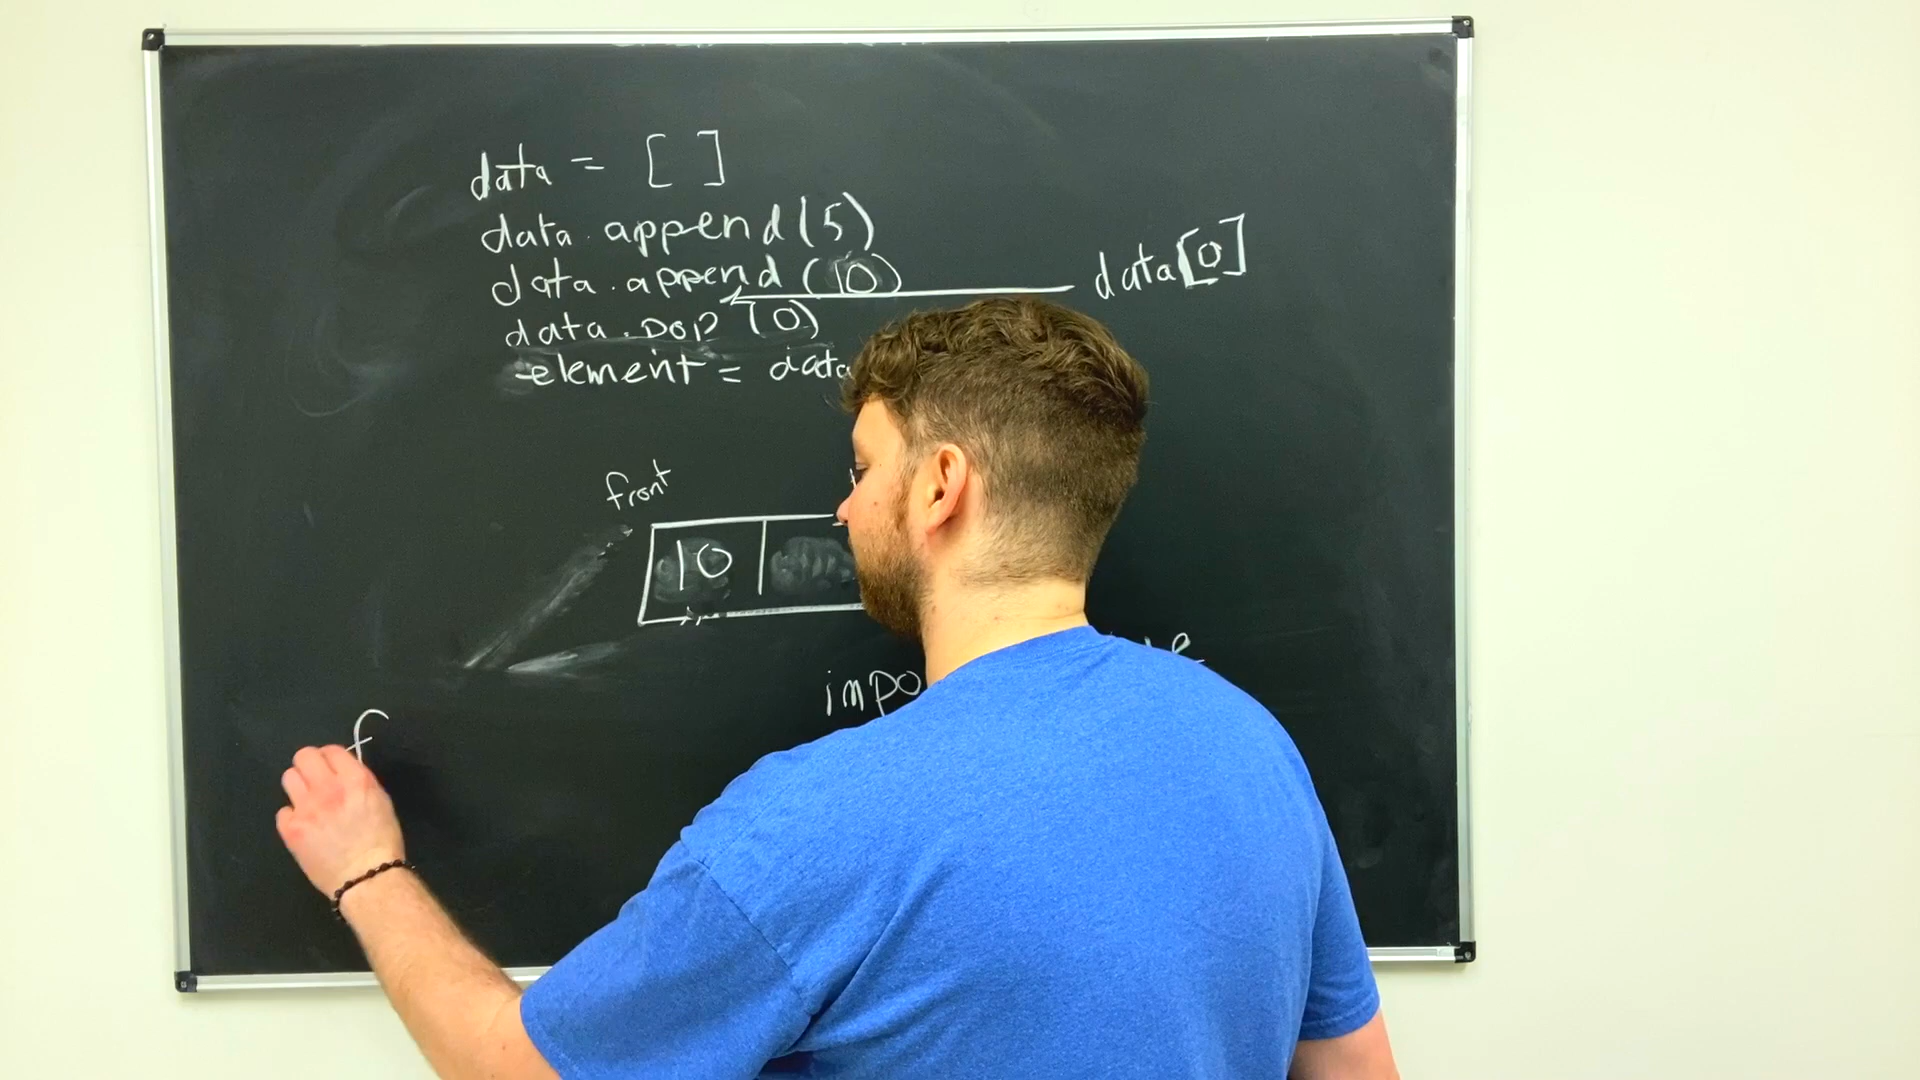 data = [ ]
data.append(5)
data.append(10)
data[0]
data.pop(0)
element = data
front
10
impo
f